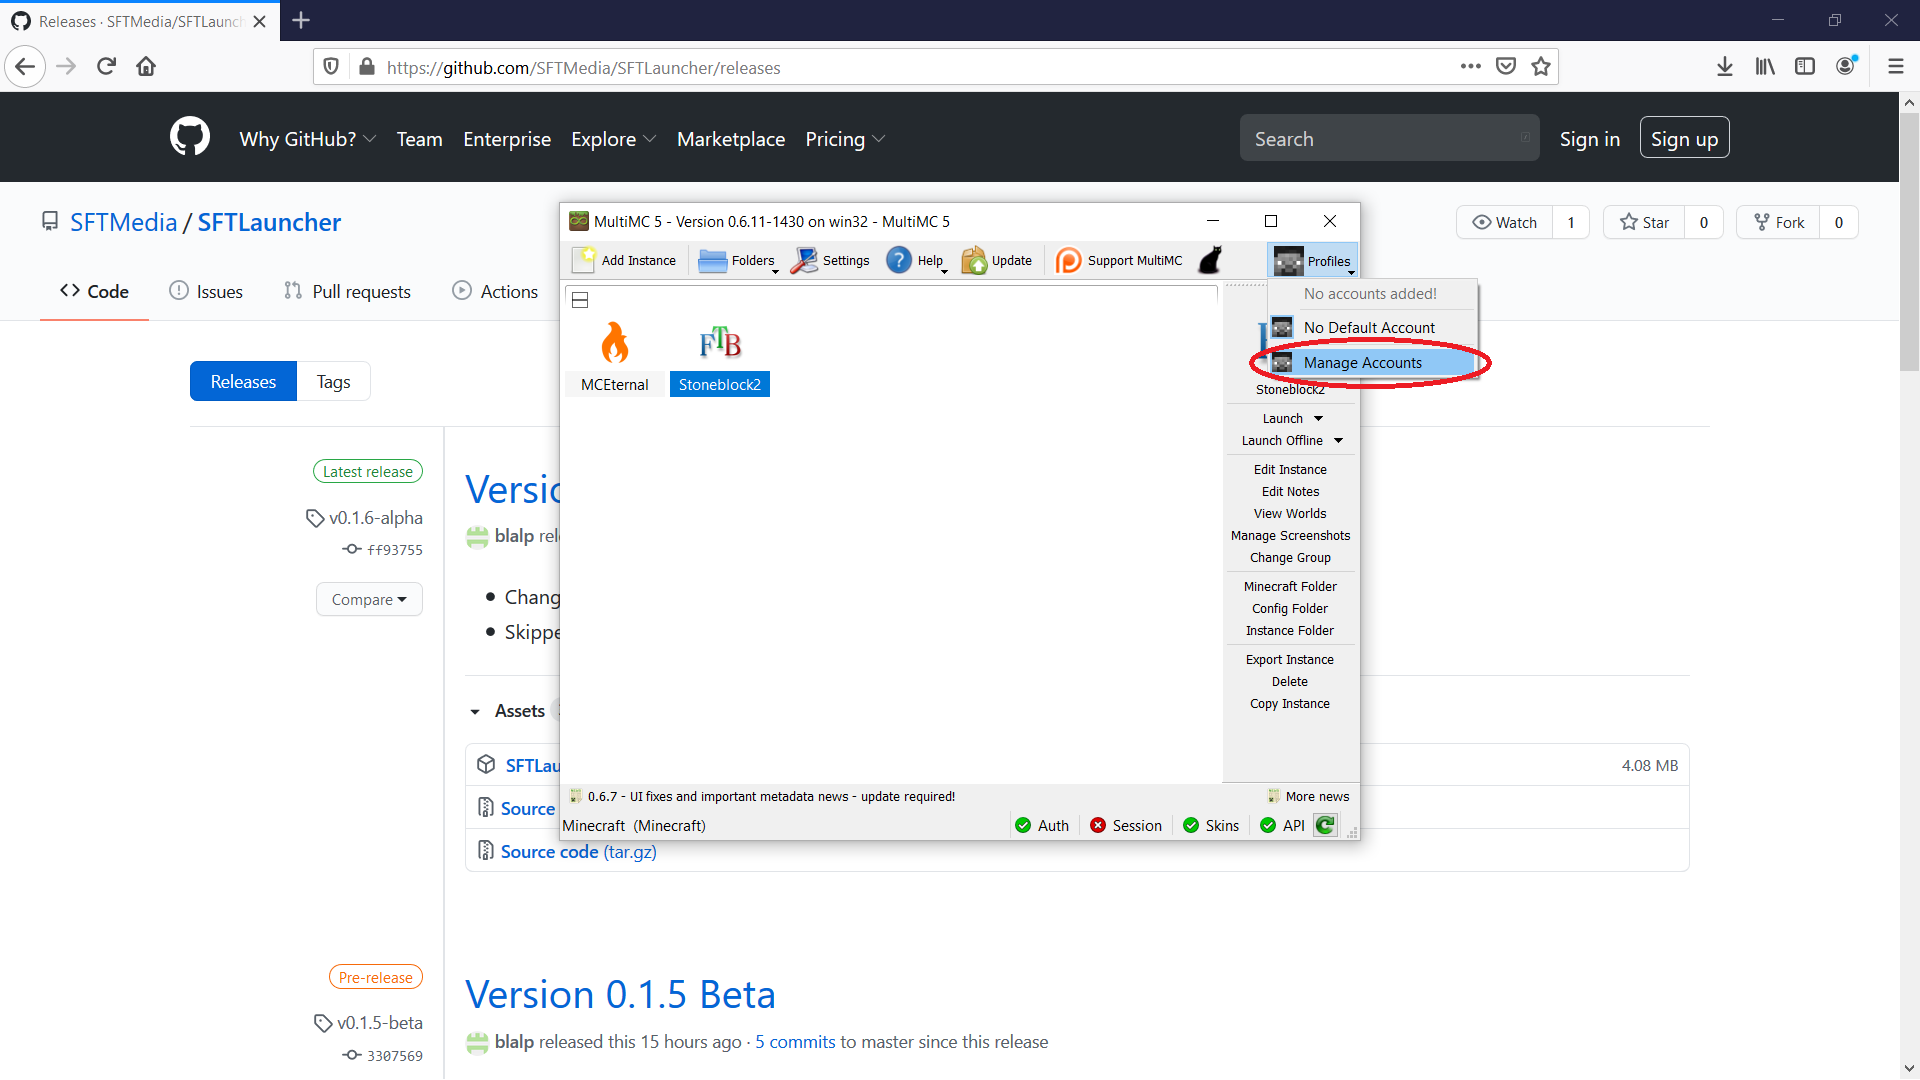 Releases · SFTMedia/SFTLaunch
https://github.com/SFTMedia/SFTLauncher/releases
Why GitHub? Team Enterprise Explore Marketplace Pricing Search Sign in Sign up
SFTMedia / SFTLauncher
Watch 1 Star 0 Fork 0
Code Issues Pull requests Actions
MultiMC 5 - Version 0.6.11-1430 on win32 - MultiMC 5
Add Instance Folders Settings Help Update Support MultiMC Profiles
No accounts added!
No Default Account
Manage Accounts
MCEternal Stoneblock2
Stoneblock2
Launch
Launch Offline
Edit Instance
Edit Notes
View Worlds
Manage Screenshots
Change Group
Minecraft Folder
Config Folder
Instance Folder
Export Instance
Delete
Copy Instance
0.6.7 - UI fixes and important metadata news - update required! More news
Minecraft (Minecraft) Auth Session Skins API
Releases Tags
Latest release
v0.1.6-alpha
ff93755
Compare
Versio
blalp rel
Chang
Skippe
Assets
SFTLau 4.08 MB
Source
Source code (tar.gz)
Pre-release
v0.1.5-beta
3307569
Version 0.1.5 Beta
blalp released this 15 hours ago · 5 commits to master since this release